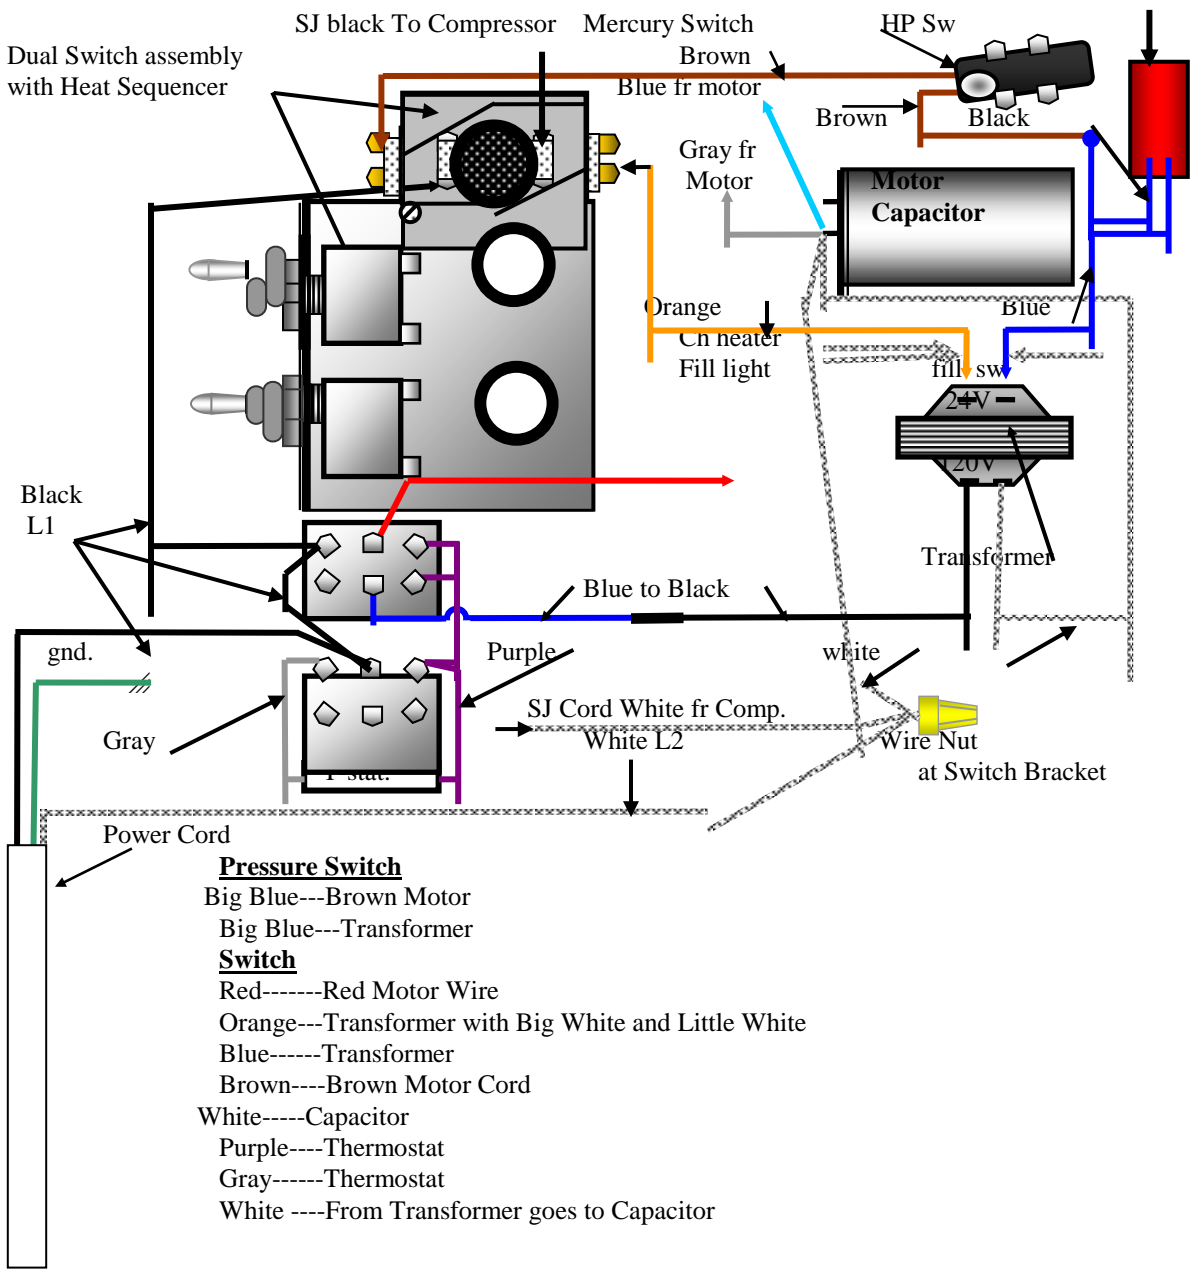 SJ black To Compressor
Mercury Switch
HP Sw
Dual Switch assembly
with Heat Sequencer
Brown
Blue fr motor
Brown
Black
Gray fr
Motor
Motor
Capacitor
Orange
Blue
Ch heater
Fill light
fill sw
24V
120V
Black
L1
Transformer
Blue to Black
gnd.
Purple
white
SJ Cord White fr Comp.
Gray
White L2
Wire Nut
at Switch Bracket
T-stat.
Power Cord
Pressure Switch
Big Blue---Brown Motor
Big Blue---Transformer
Switch
Red-------Red Motor Wire
Orange---Transformer with Big White and Little White
Blue------Transformer
Brown----Brown Motor Cord
White-----Capacitor
Purple----Thermostat
Gray------Thermostat
White ----From Transformer goes to Capacitor